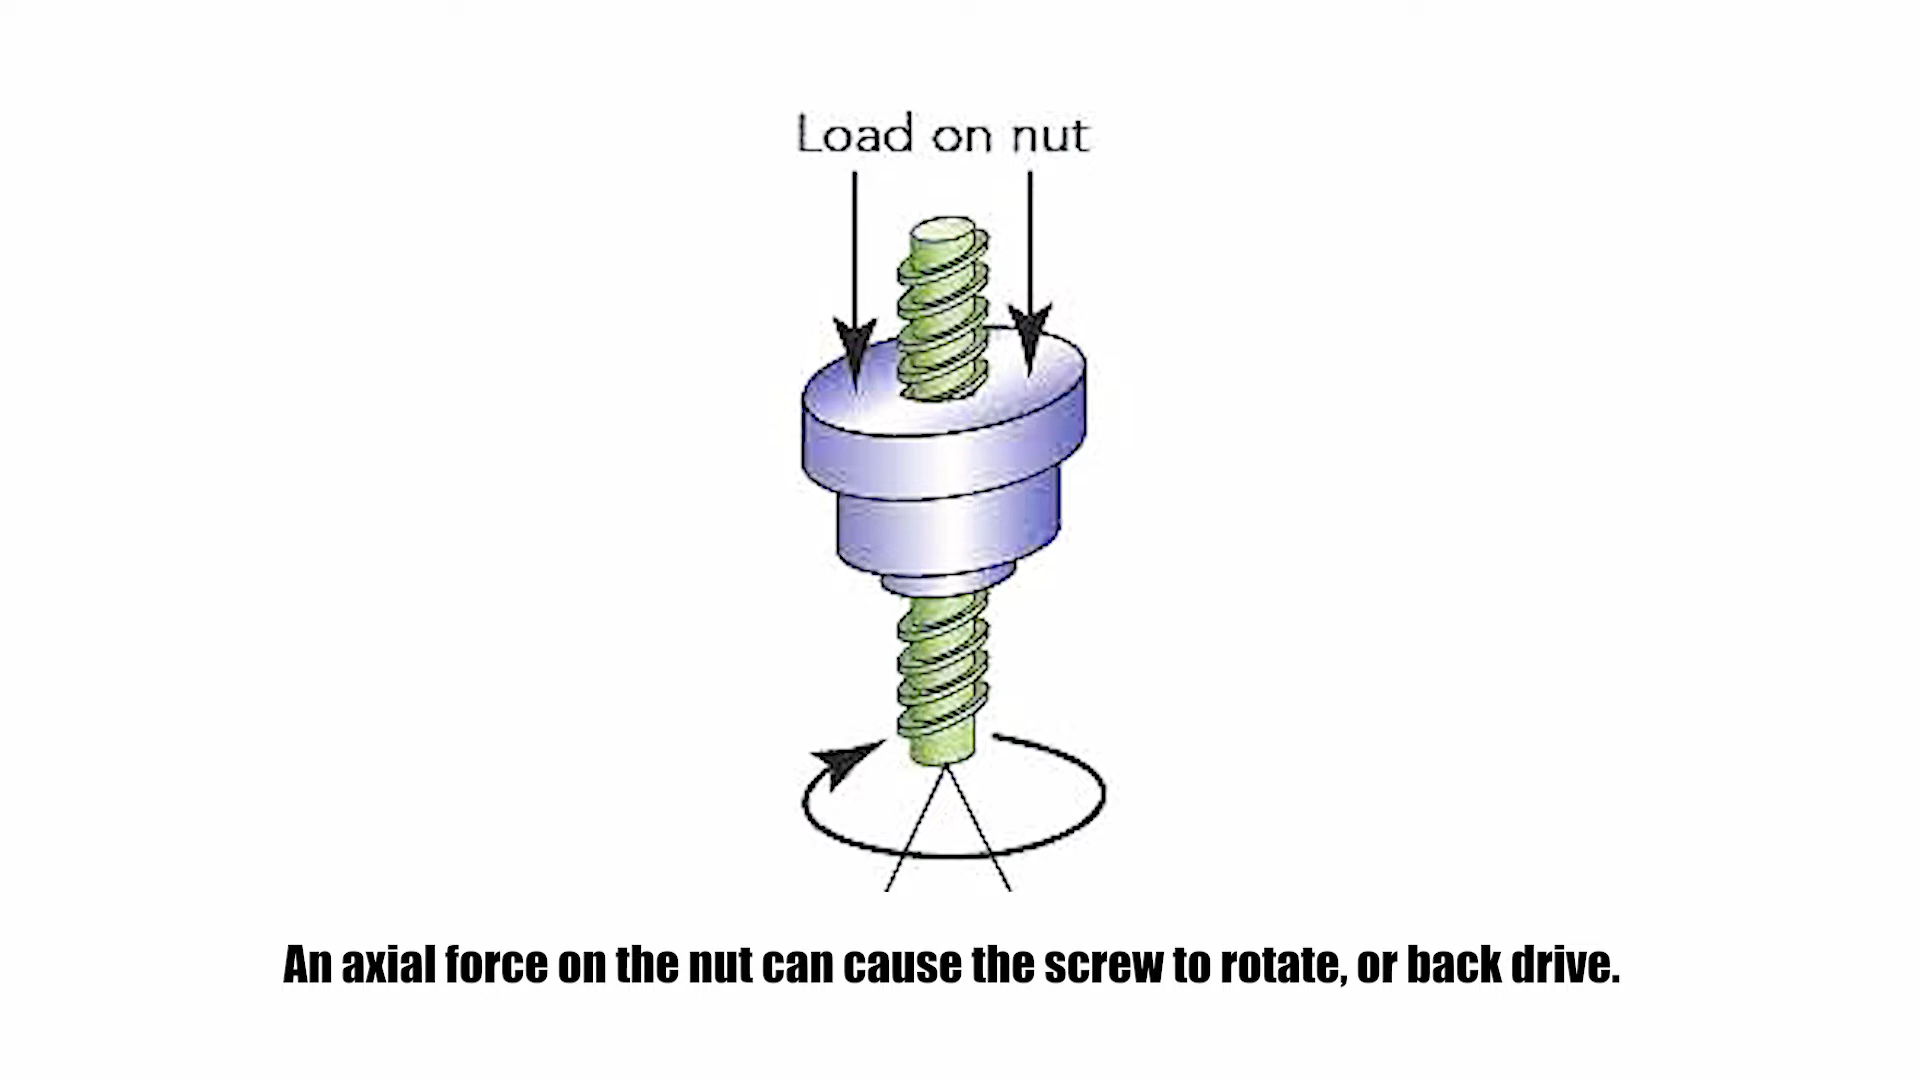 Load on nut
An axial force on the nut can cause the screw to rotate, or back drive.